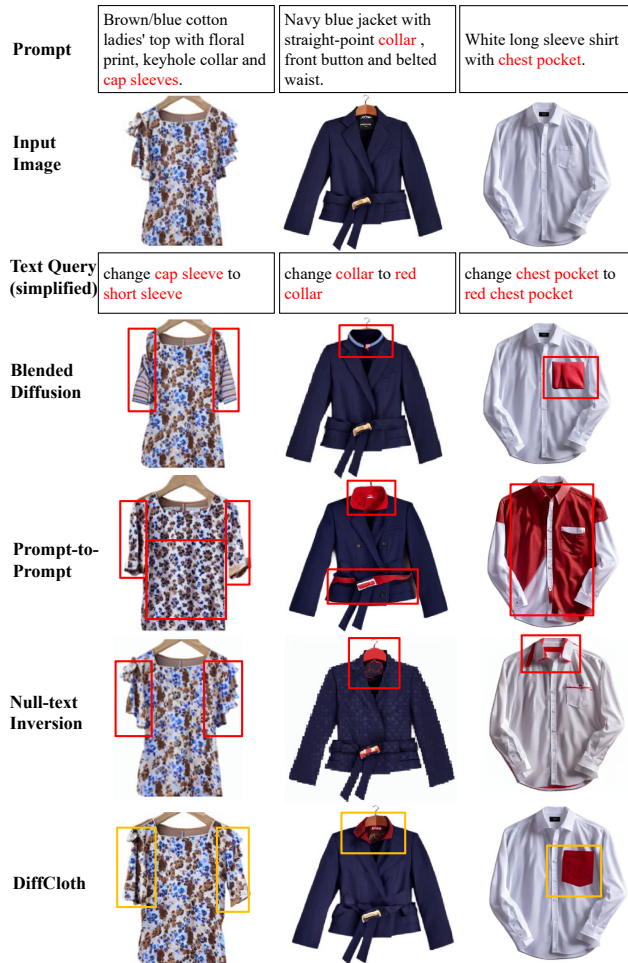 Prompt
Brown/blue cotton
ladies' top with floral
print, keyhole collar and
cap sleeves.
Navy blue jacket with
straight-point collar ,
front button and belted
waist.
White long sleeve shirt
with chest pocket.
Input
Image
Text Query
(simplified)
change cap sleeve to
short sleeve
change collar to red
collar
change chest pocket to
red chest pocket
Blended
Diffusion
Prompt-to-
Prompt
Null-text
Inversion
DiffCloth